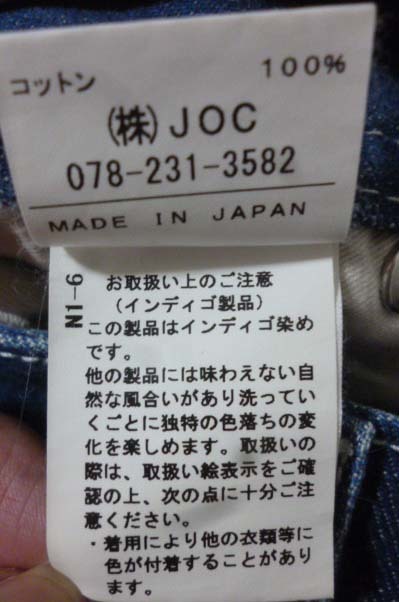 コットン 100%
(株)JOC
078-231-3582
MADE IN JAPAN
IN-9
お取扱い上のご注意
(インディゴ製品)
この製品はインディゴ染め
です。
他の製品には味わえない自
然な風合いがあり洗ってい
くごとに独特の色落ちの変
化を楽しめます。取扱いの
際は、取扱い絵表示をご確
認の上、次の点に十分ご注
意ください。
・着用により他の衣類等に
色が付着することがあり
ます。